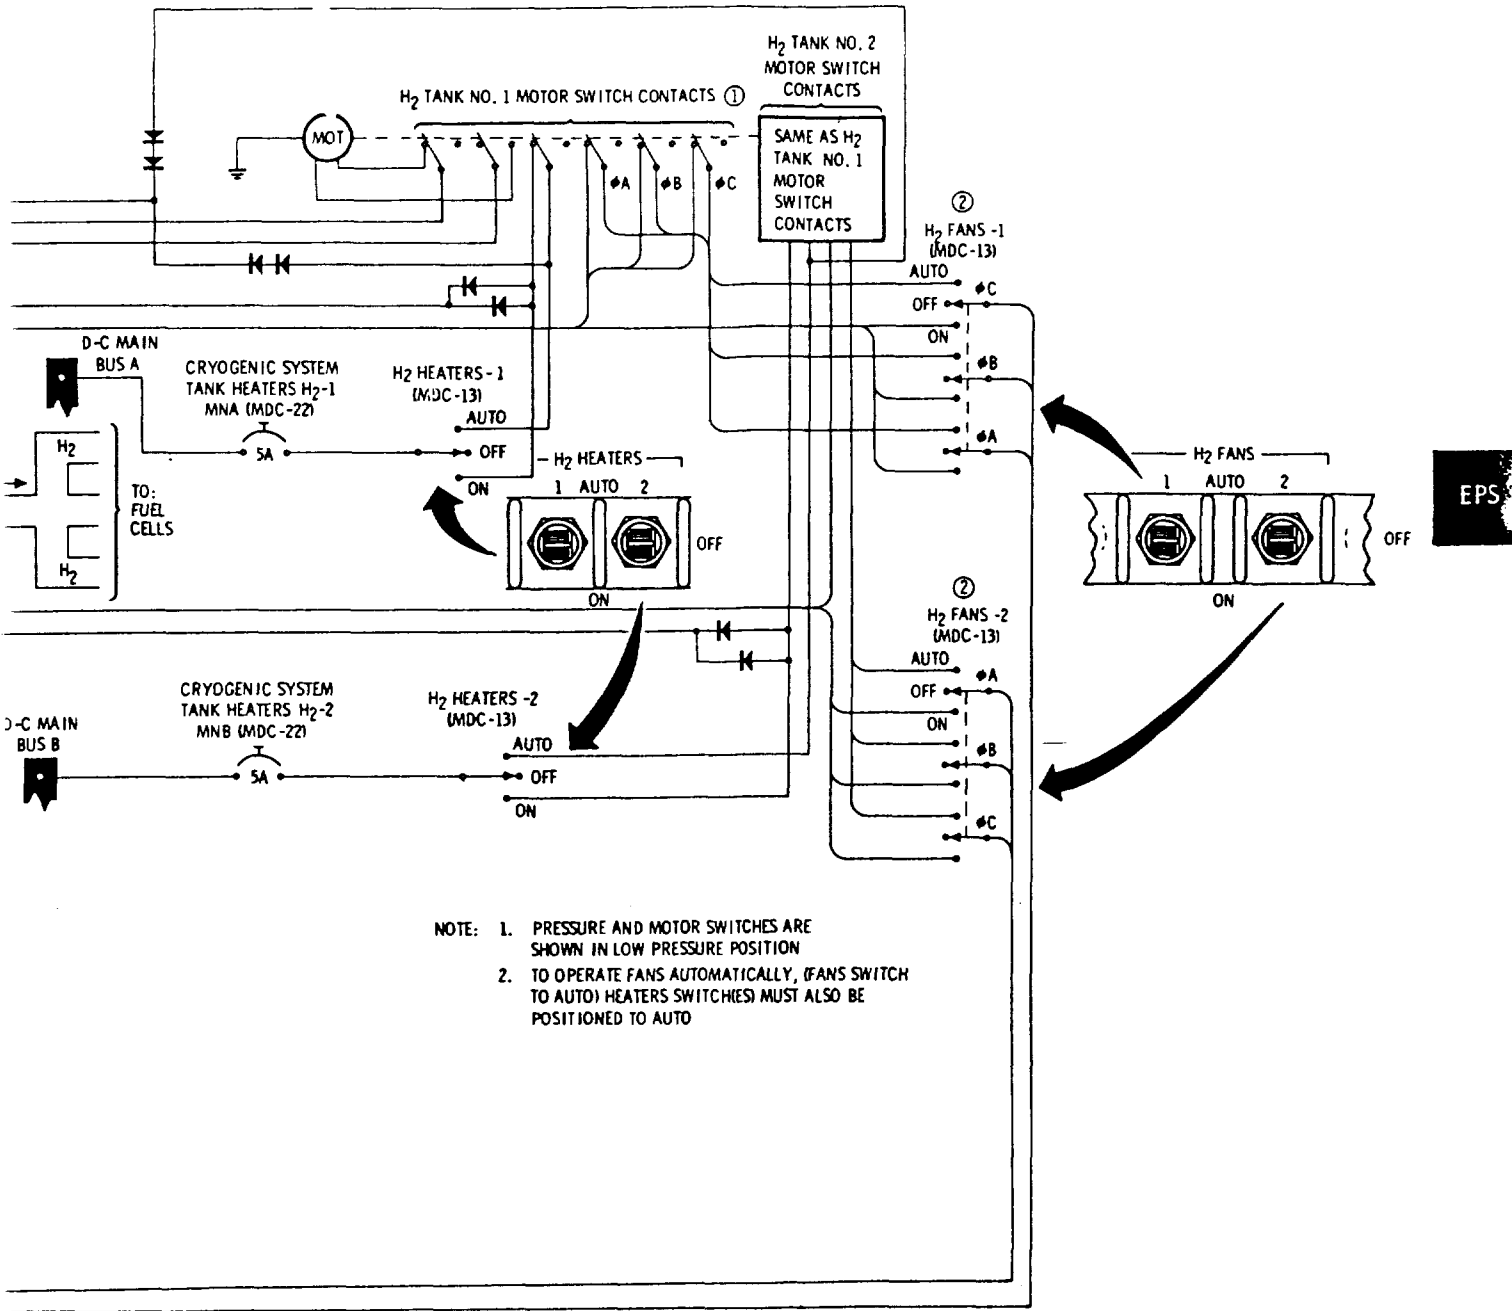 H2 TANK NO. 2
MOTOR SWITCH
CONTACTS
H2 TANK NO. 1 MOTOR SWITCH CONTACTS ①
MOT
SAME AS H2
TANK NO. 1
MOTOR
SWITCH
CONTACTS
φA
φB
φC
②
H2 FANS -1
(MDC-13)
AUTO
φC
OFF
ON
φB
φA
D-C MAIN
BUS A
CRYOGENIC SYSTEM
TANK HEATERS H2-1
MNA (MDC-22)
5A
H2 HEATERS - 1
(MDC-13)
AUTO
OFF
ON
H2
H2
TO:
FUEL
CELLS
H2 HEATERS
1 AUTO 2
OFF
ON
H2 FANS
1 AUTO 2
OFF
ON
EPS
②
H2 FANS -2
(MDC-13)
AUTO
φA
OFF
ON
φB
φC
CRYOGENIC SYSTEM
TANK HEATERS H2-2
MNB (MDC-22)
5A
D-C MAIN
BUS B
H2 HEATERS -2
(MDC-13)
AUTO
OFF
ON
NOTE: 1. PRESSURE AND MOTOR SWITCHES ARE
SHOWN IN LOW PRESSURE POSITION
2. TO OPERATE FANS AUTOMATICALLY, (FANS SWITCH
TO AUTO) HEATERS SWITCH(ES) MUST ALSO BE
POSITIONED TO AUTO